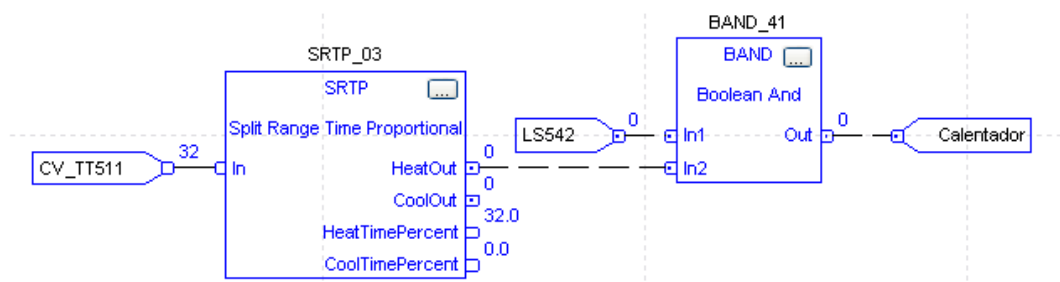 BAND_41
SRTP_03
BAND ...
SRTP ...
Boolean And
Split Range Time Proportional
LS542 0 In1 Out 0 Calentador
CV_TT511 32 In HeatOut 0 In2
CoolOut 0
HeatTimePercent 32.0
CoolTimePercent 0.0